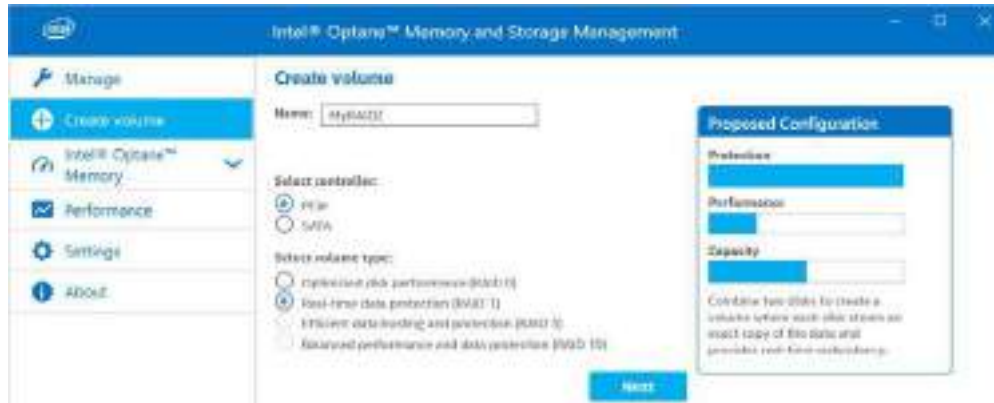 intel
Intel® Optane™ Memory and Storage Management
Manage
Create volume
Intel® Optane™
Memory
Performance
Settings
About
Create volume
Name:
Select controller:
PCIe
SATA
Select volume type:
Optimized disk performance (RAID 0)
Real-time data protection (RAID 1)
Efficient data hosting and protection (RAID 5)
Balanced performance and data protection (RAID 10)
Next
Proposed Configuration
Protection
Performance
Capacity
Combine two disks to create a
volume where each disk stores an
exact copy of the data and
provides real-time redundancy.